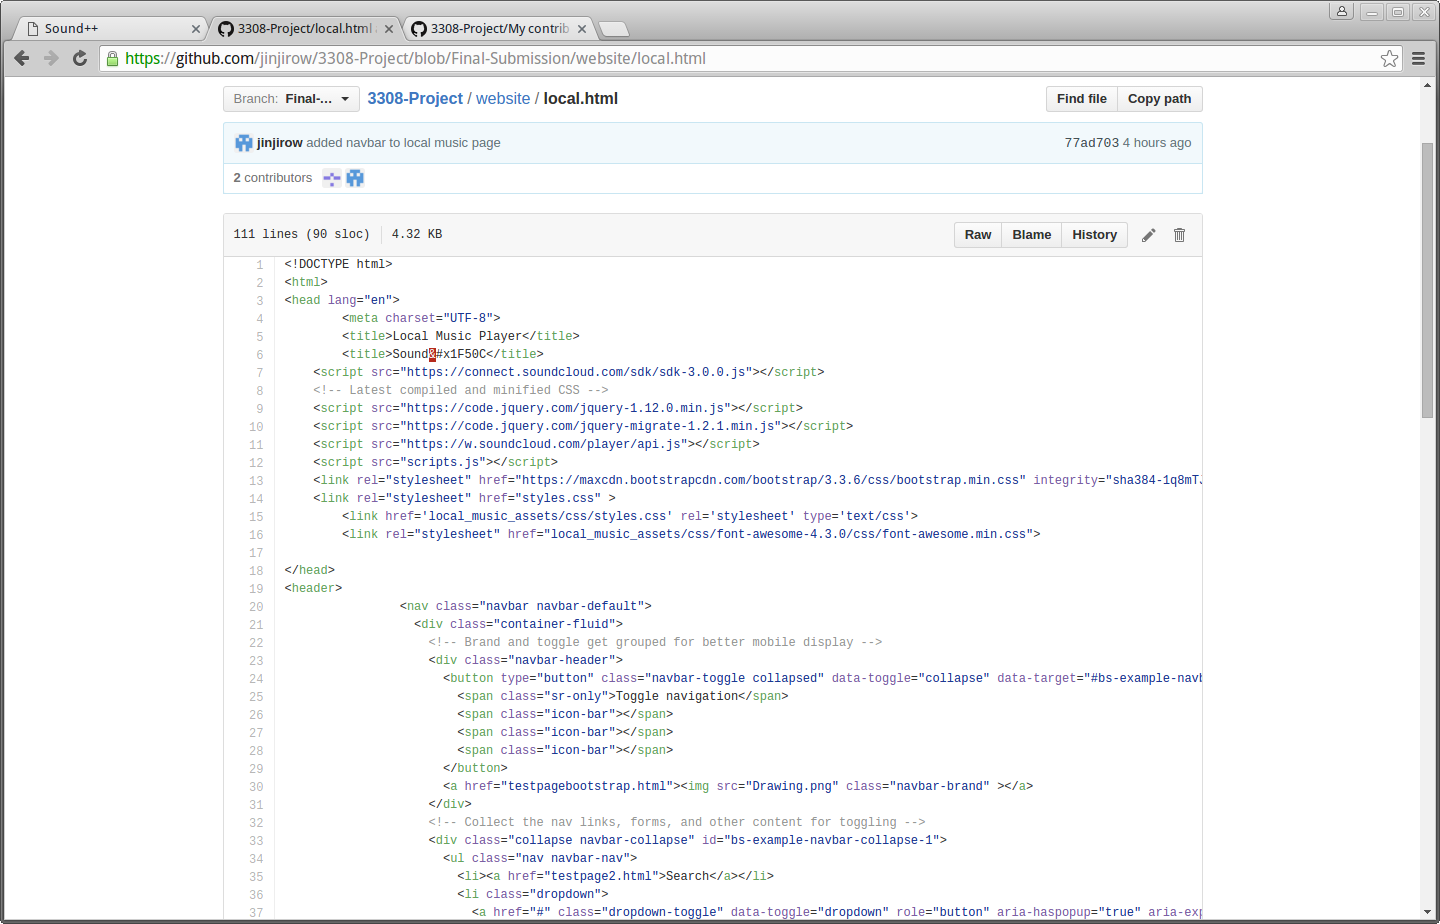 Sound++
3308-Project/local.html
3308-Project/My contrib
https://github.com/jinjirow/3308-Project/blob/Final-Submission/website/local.html
Branch: Final-...
3308-Project / website / local.html
Find file
Copy path
jinjirow added navbar to local music page
77ad703 4 hours ago
2 contributors
111 lines (90 sloc)
4.32 KB
Raw
Blame
History
1 <!DOCTYPE html>
2 <html>
3 <head lang="en">
4 <meta charset="UTF-8">
5 <title>Local Music Player</title>
6 <title>Sound&#x1F50C</title>
7 <script src="https://connect.soundcloud.com/sdk/sdk-3.0.0.js"></script>
8 <!-- Latest compiled and minified CSS -->
9 <script src="https://code.jquery.com/jquery-1.12.0.min.js"></script>
10 <script src="https://code.jquery.com/jquery-migrate-1.2.1.min.js"></script>
11 <script src="https://w.soundcloud.com/player/api.js"></script>
12 <script src="scripts.js"></script>
13 <link rel="stylesheet" href="https://maxcdn.bootstrapcdn.com/bootstrap/3.3.6/css/bootstrap.min.css" integrity="sha384-1q8mTJ
14 <link rel="stylesheet" href="styles.css" >
15 <link href='local_music_assets/css/styles.css' rel='stylesheet' type='text/css'>
16 <link rel="stylesheet" href="local_music_assets/css/font-awesome-4.3.0/css/font-awesome.min.css">
17
18 </head>
19 <header>
20 <nav class="navbar navbar-default">
21 <div class="container-fluid">
22 <!-- Brand and toggle get grouped for better mobile display -->
23 <div class="navbar-header">
24 <button type="button" class="navbar-toggle collapsed" data-toggle="collapse" data-target="#bs-example-navb
25 <span class="sr-only">Toggle navigation</span>
26 <span class="icon-bar"></span>
27 <span class="icon-bar"></span>
28 <span class="icon-bar"></span>
29 </button>
30 <a href="testpagebootstrap.html"><img src="Drawing.png" class="navbar-brand" ></a>
31 </div>
32 <!-- Collect the nav links, forms, and other content for toggling -->
33 <div class="collapse navbar-collapse" id="bs-example-navbar-collapse-1">
34 <ul class="nav navbar-nav">
35 <li><a href="testpage2.html">Search</a></li>
36 <li class="dropdown">
37 <a href="#" class="dropdown-toggle" data-toggle="dropdown" role="button" aria-haspopup="true" aria-exp